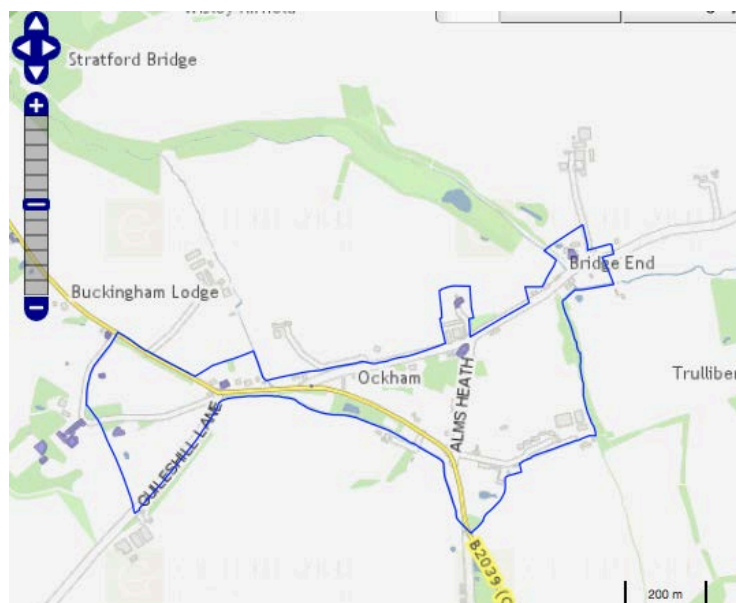 Stratford Bridge
Bridge End
Buckingham Lodge
Ockham
Trulliber
ALMS HEATH
GUILESHILL LANE
B2039 (O
200 m